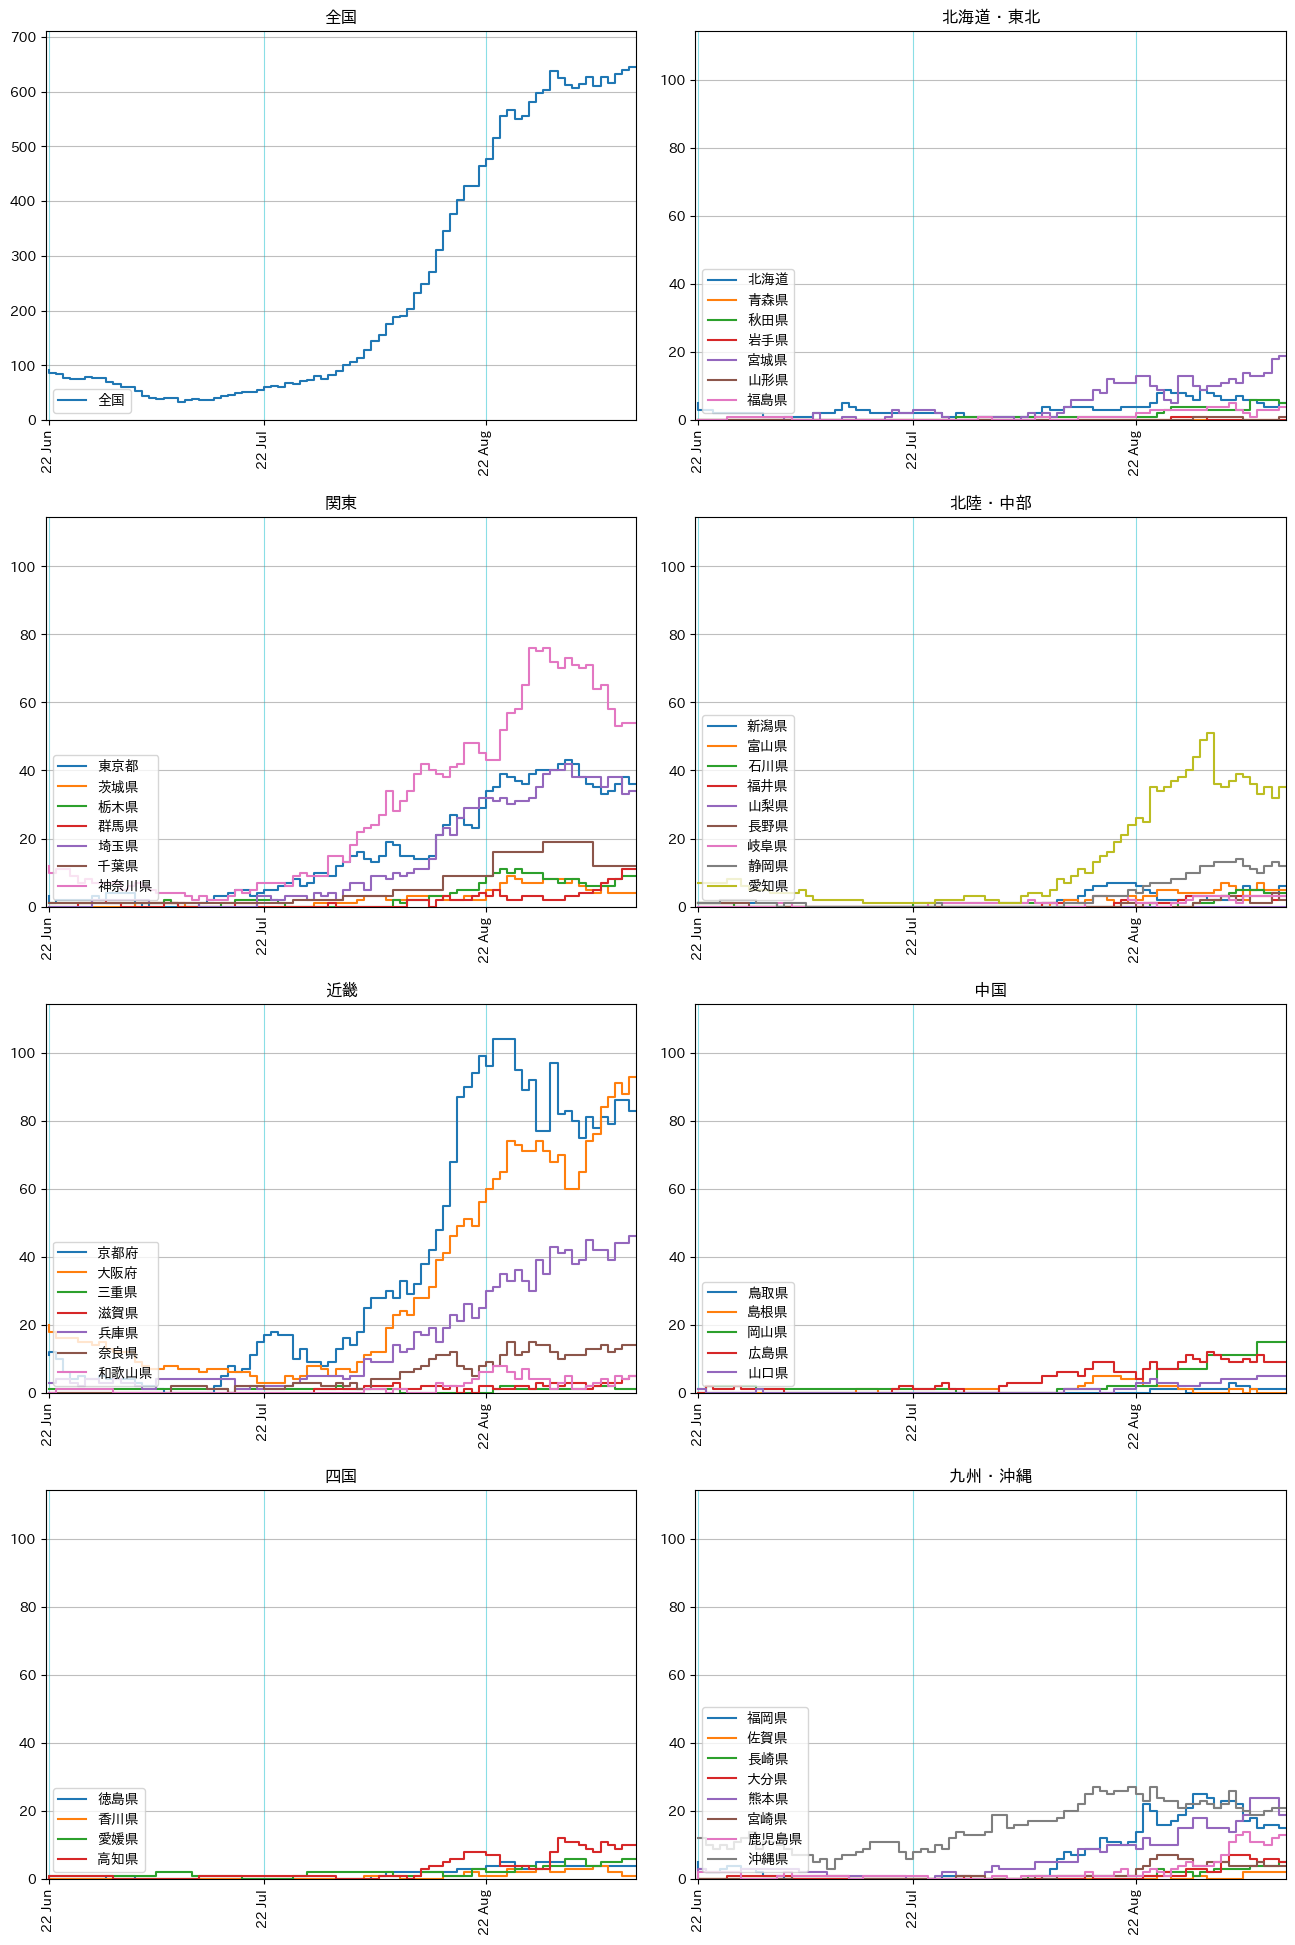 全国
700
600
500
400
300
200
100
0
全国
22 Jun
22 Jul
22 Aug
北海道・東北
100
80
60
40
20
0
北海道
青森県
秋田県
岩手県
宮城県
山形県
福島県
22 Jun
22 Jul
22 Aug
関東
100
80
60
40
20
0
東京都
茨城県
栃木県
群馬県
埼玉県
千葉県
神奈川県
22 Jun
22 Jul
22 Aug
北陸・中部
100
80
60
40
20
0
新潟県
富山県
石川県
福井県
山梨県
長野県
岐阜県
静岡県
愛知県
22 Jun
22 Jul
22 Aug
近畿
100
80
60
40
20
0
京都府
大阪府
三重県
滋賀県
兵庫県
奈良県
和歌山県
22 Jun
22 Jul
22 Aug
中国
100
80
60
40
20
0
鳥取県
島根県
岡山県
広島県
山口県
22 Jun
22 Jul
22 Aug
四国
100
80
60
40
20
0
徳島県
香川県
愛媛県
高知県
22 Jun
22 Jul
22 Aug
九州・沖縄
100
80
60
40
20
0
福岡県
佐賀県
長崎県
大分県
熊本県
宮崎県
鹿児島県
沖縄県
22 Jun
22 Jul
22 Aug